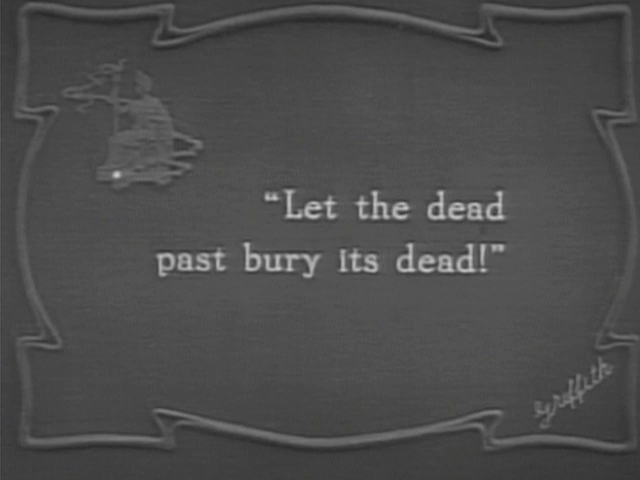 “Let the dead
past bury its dead!”
Griffith